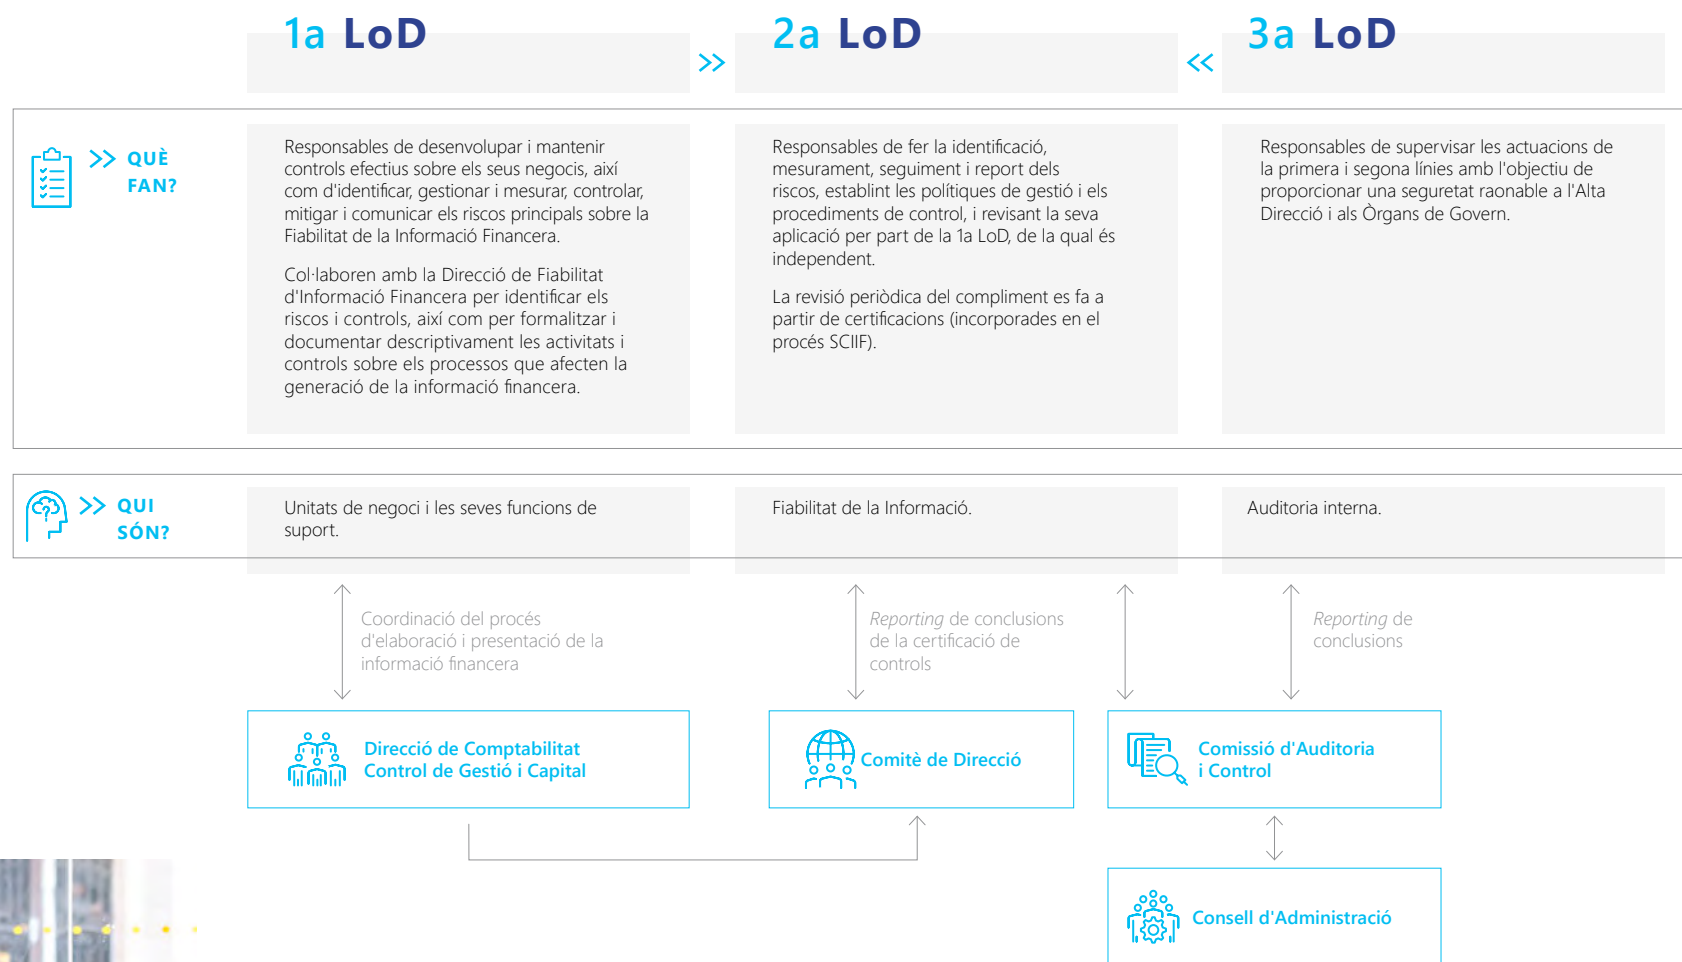 1a LoD
2a LoD
3a LoD
QUÈ
FAN?
Responsables de desenvolupar i mantenir
controls efectius sobre els seus negocis, així
com d'identificar, gestionar i mesurar, controlar,
mitigar i comunicar els riscos principals sobre la
Fiabilitat de la Informació Financera.
Col·laboren amb la Direcció de Fiabilitat
d'Informació Financera per identificar els
riscos i controls, així com per formalitzar i
documentar descriptivament les activitats i
controls sobre els processos que afecten la
generació de la informació financera.
Responsables de fer la identificació,
mesurament, seguiment i report dels
riscos, establint les polítiques de gestió i els
procediments de control, i revisant la seva
aplicació per part de la 1a LoD, de la qual és
independent.
La revisió periòdica del compliment es fa a
partir de certificacions (incorporades en el
procés SCIIF).
Responsables de supervisar les actuacions de
la primera i segona línies amb l'objectiu de
proporcionar una seguretat raonable a l'Alta
Direcció i als Òrgans de Govern.
QUI
SÓN?
Unitats de negoci i les seves funcions de
suport.
Fiabilitat de la Informació.
Auditoria interna.
Coordinació del procés
d'elaboració i presentació de la
informació financera
Reporting de conclusions
de la certificació de
controls
Reporting de
conclusions
Direcció de Comptabilitat
Control de Gestió i Capital
Comitè de Direcció
Comissió d'Auditoria
i Control
Consell d'Administració